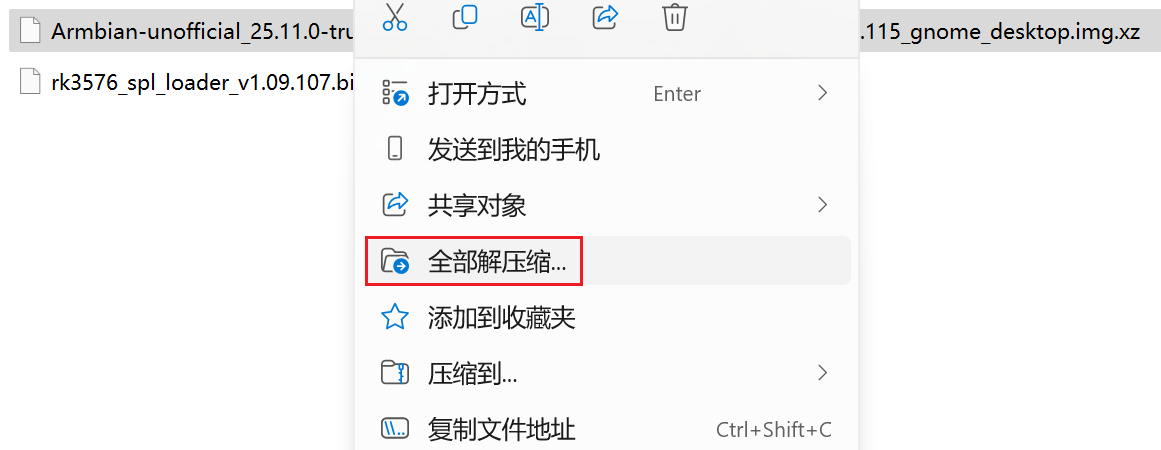 Armbian-unofficial_25.11.0-tru
.115_gnome_desktop.img.xz
rk3576_spl_loader_v1.09.107.bi
打开方式 Enter
发送到我的手机
共享对象
全部解压缩...
添加到收藏夹
压缩到...
复制文件地址 Ctrl+Shift+C